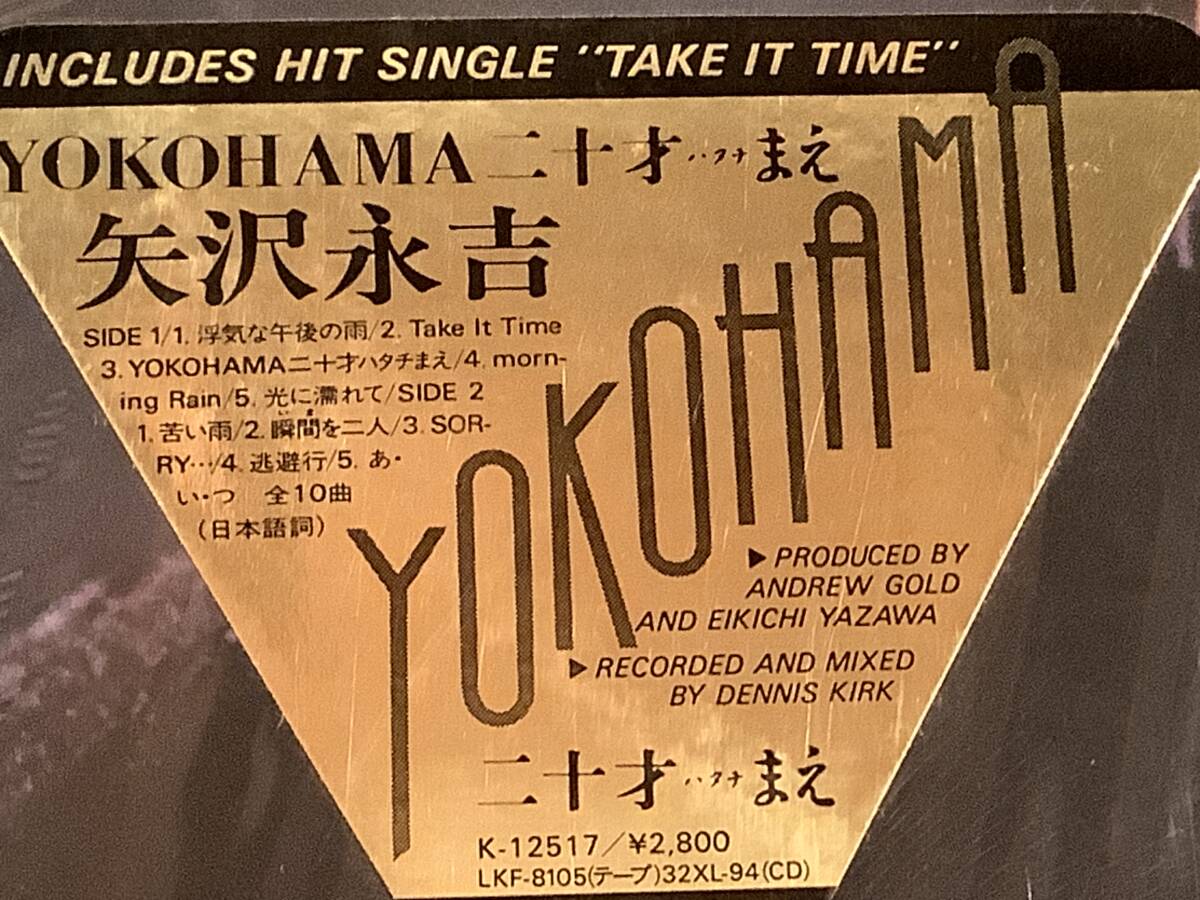 INCLUDES HIT SINGLE "TAKE IT TIME"
YOKOHAMA二十才ハタチまえ
矢沢永吉
SIDE 1/1. 浮気な午後の雨/2. Take It Time
3. YOKOHAMA二十才ハタチまえ/4. morn-
ing Rain/5. 光に濡れて/SIDE 2
いま
1. 苦い雨/2. 瞬間を二人/3. SOR-
RY…/4. 逃避行/5. あ・
い・つ 全10曲
(日本語詞)
YOKOHAMA
▶PRODUCED BY
ANDREW GOLD
AND EIKICHI YAZAWA
▶RECORDED AND MIXED
BY DENNIS KIRK
二十才ハタチまえ
K-12517/¥2,800
LKF-8105(テープ)32XL-94(CD)